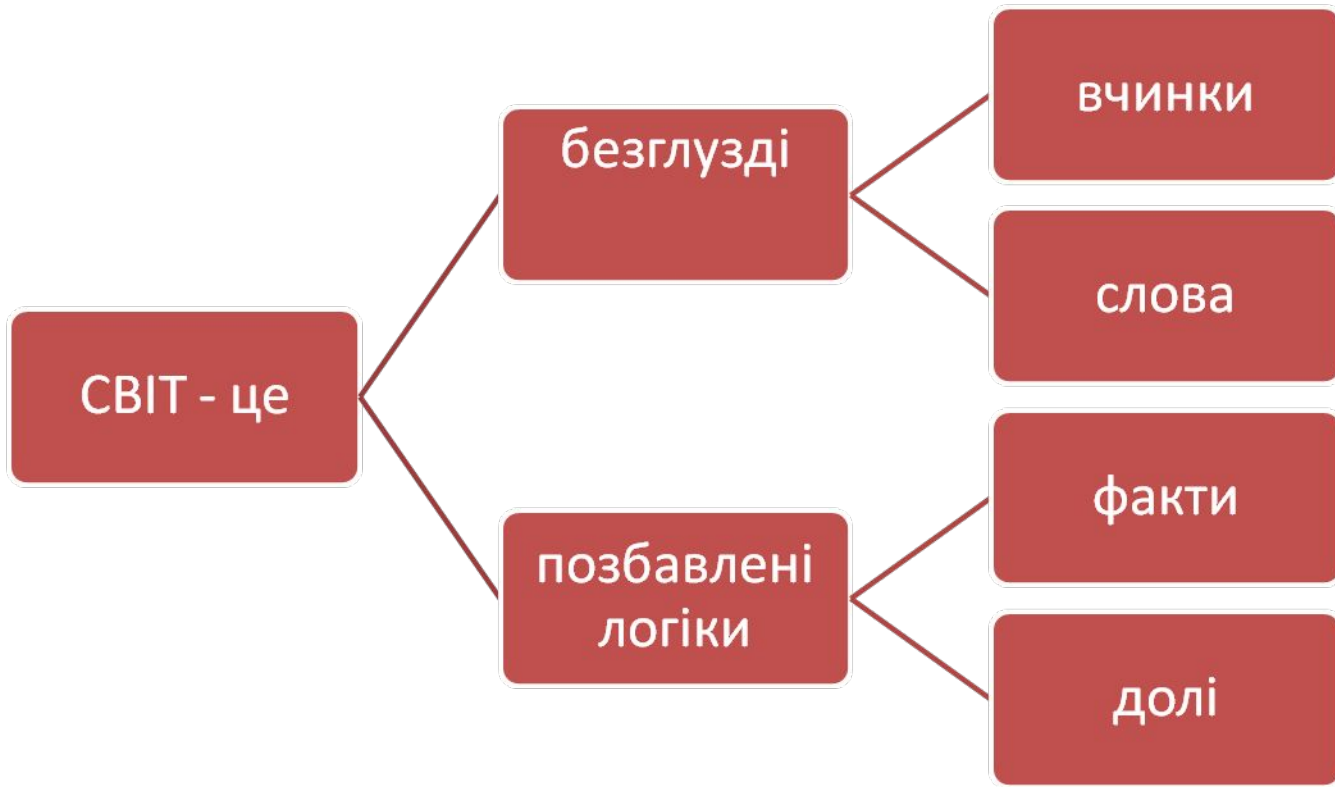 СВІТ - це
безглузді
вчинки
слова
позбавлені
логіки
факти
долі